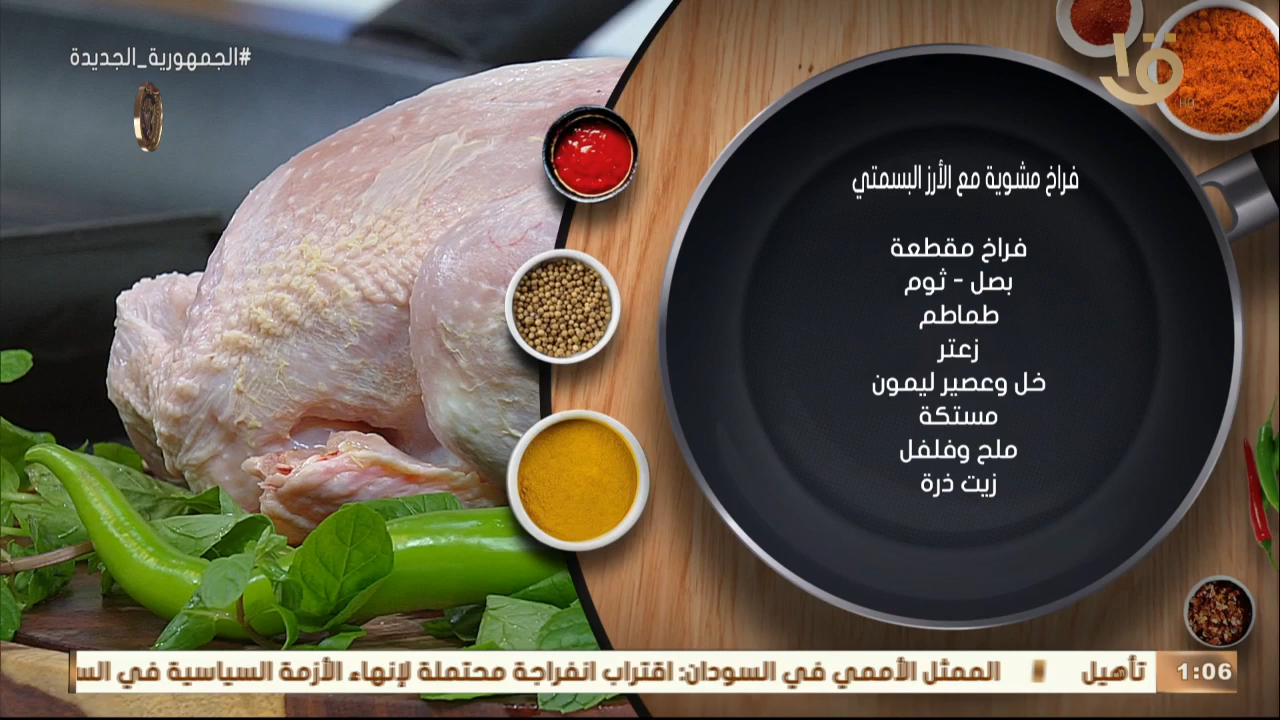 #الجمهورية_الجديدة
HD
فراخ مشوية مع الأرز البسمتي
فراخ مقطعة
بصل - ثوم
طماطم
زعتر
خل وعصير ليمون
مستكة
ملح وفلفل
زيت ذرة
1:06
تأهيل
الممثل الأممي في السودان: اقتراب انفراجة محتملة لإنهاء الأزمة السياسية في الس